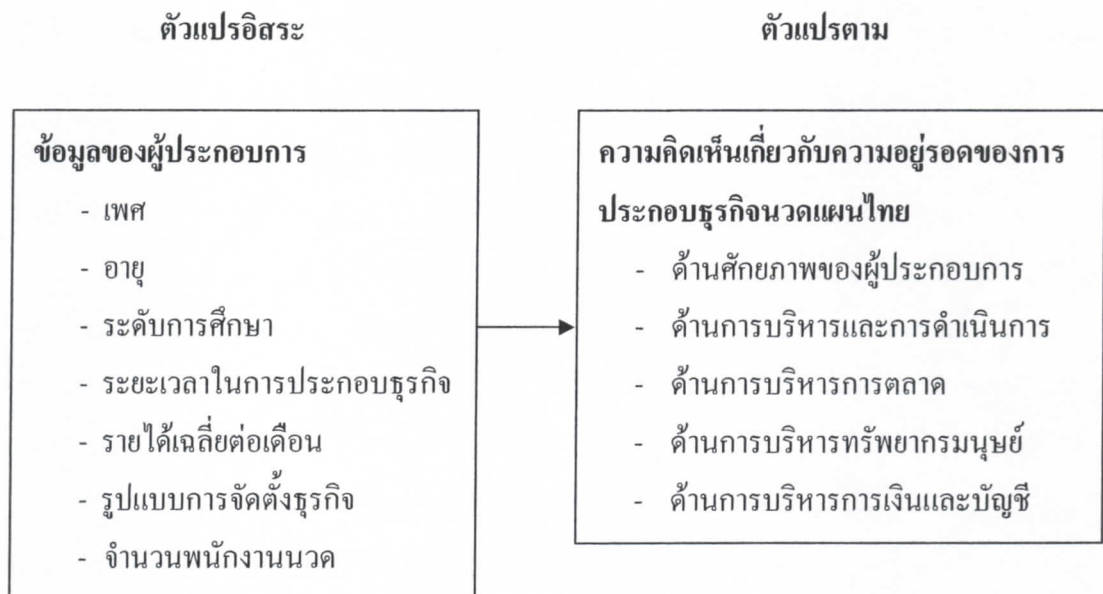 ตัวแปรอิสระ
ตัวแปรตาม
ข้อมูลของผู้ประกอบการ
- เพศ
- อายุ
- ระดับการศึกษา
- ระยะเวลาในการประกอบธุรกิจ
- รายได้เฉลี่ยต่อเดือน
- รูปแบบการจัดตั้งธุรกิจ
- จำนวนพนักงานนวด
ความคิดเห็นเกี่ยวกับความอยู่รอดของการ
ประกอบธุรกิจนวดแผนไทย
- ด้านศักยภาพของผู้ประกอบการ
- ด้านการบริหารและการดำเนินการ
- ด้านการบริหารการตลาด
- ด้านการบริหารทรัพยากรมนุษย์
- ด้านการบริหารการเงินและบัญชี